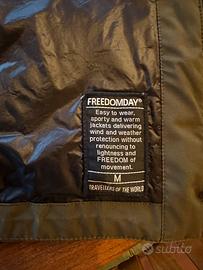 FREEDOMDAY®
Easy to wear,
sporty and warm
jackets delivering
wind and weather
protection without
renouncing to
lightness and
FREEDOM of
movement.
M
TRAVELLERS OF THE WORLD
subito